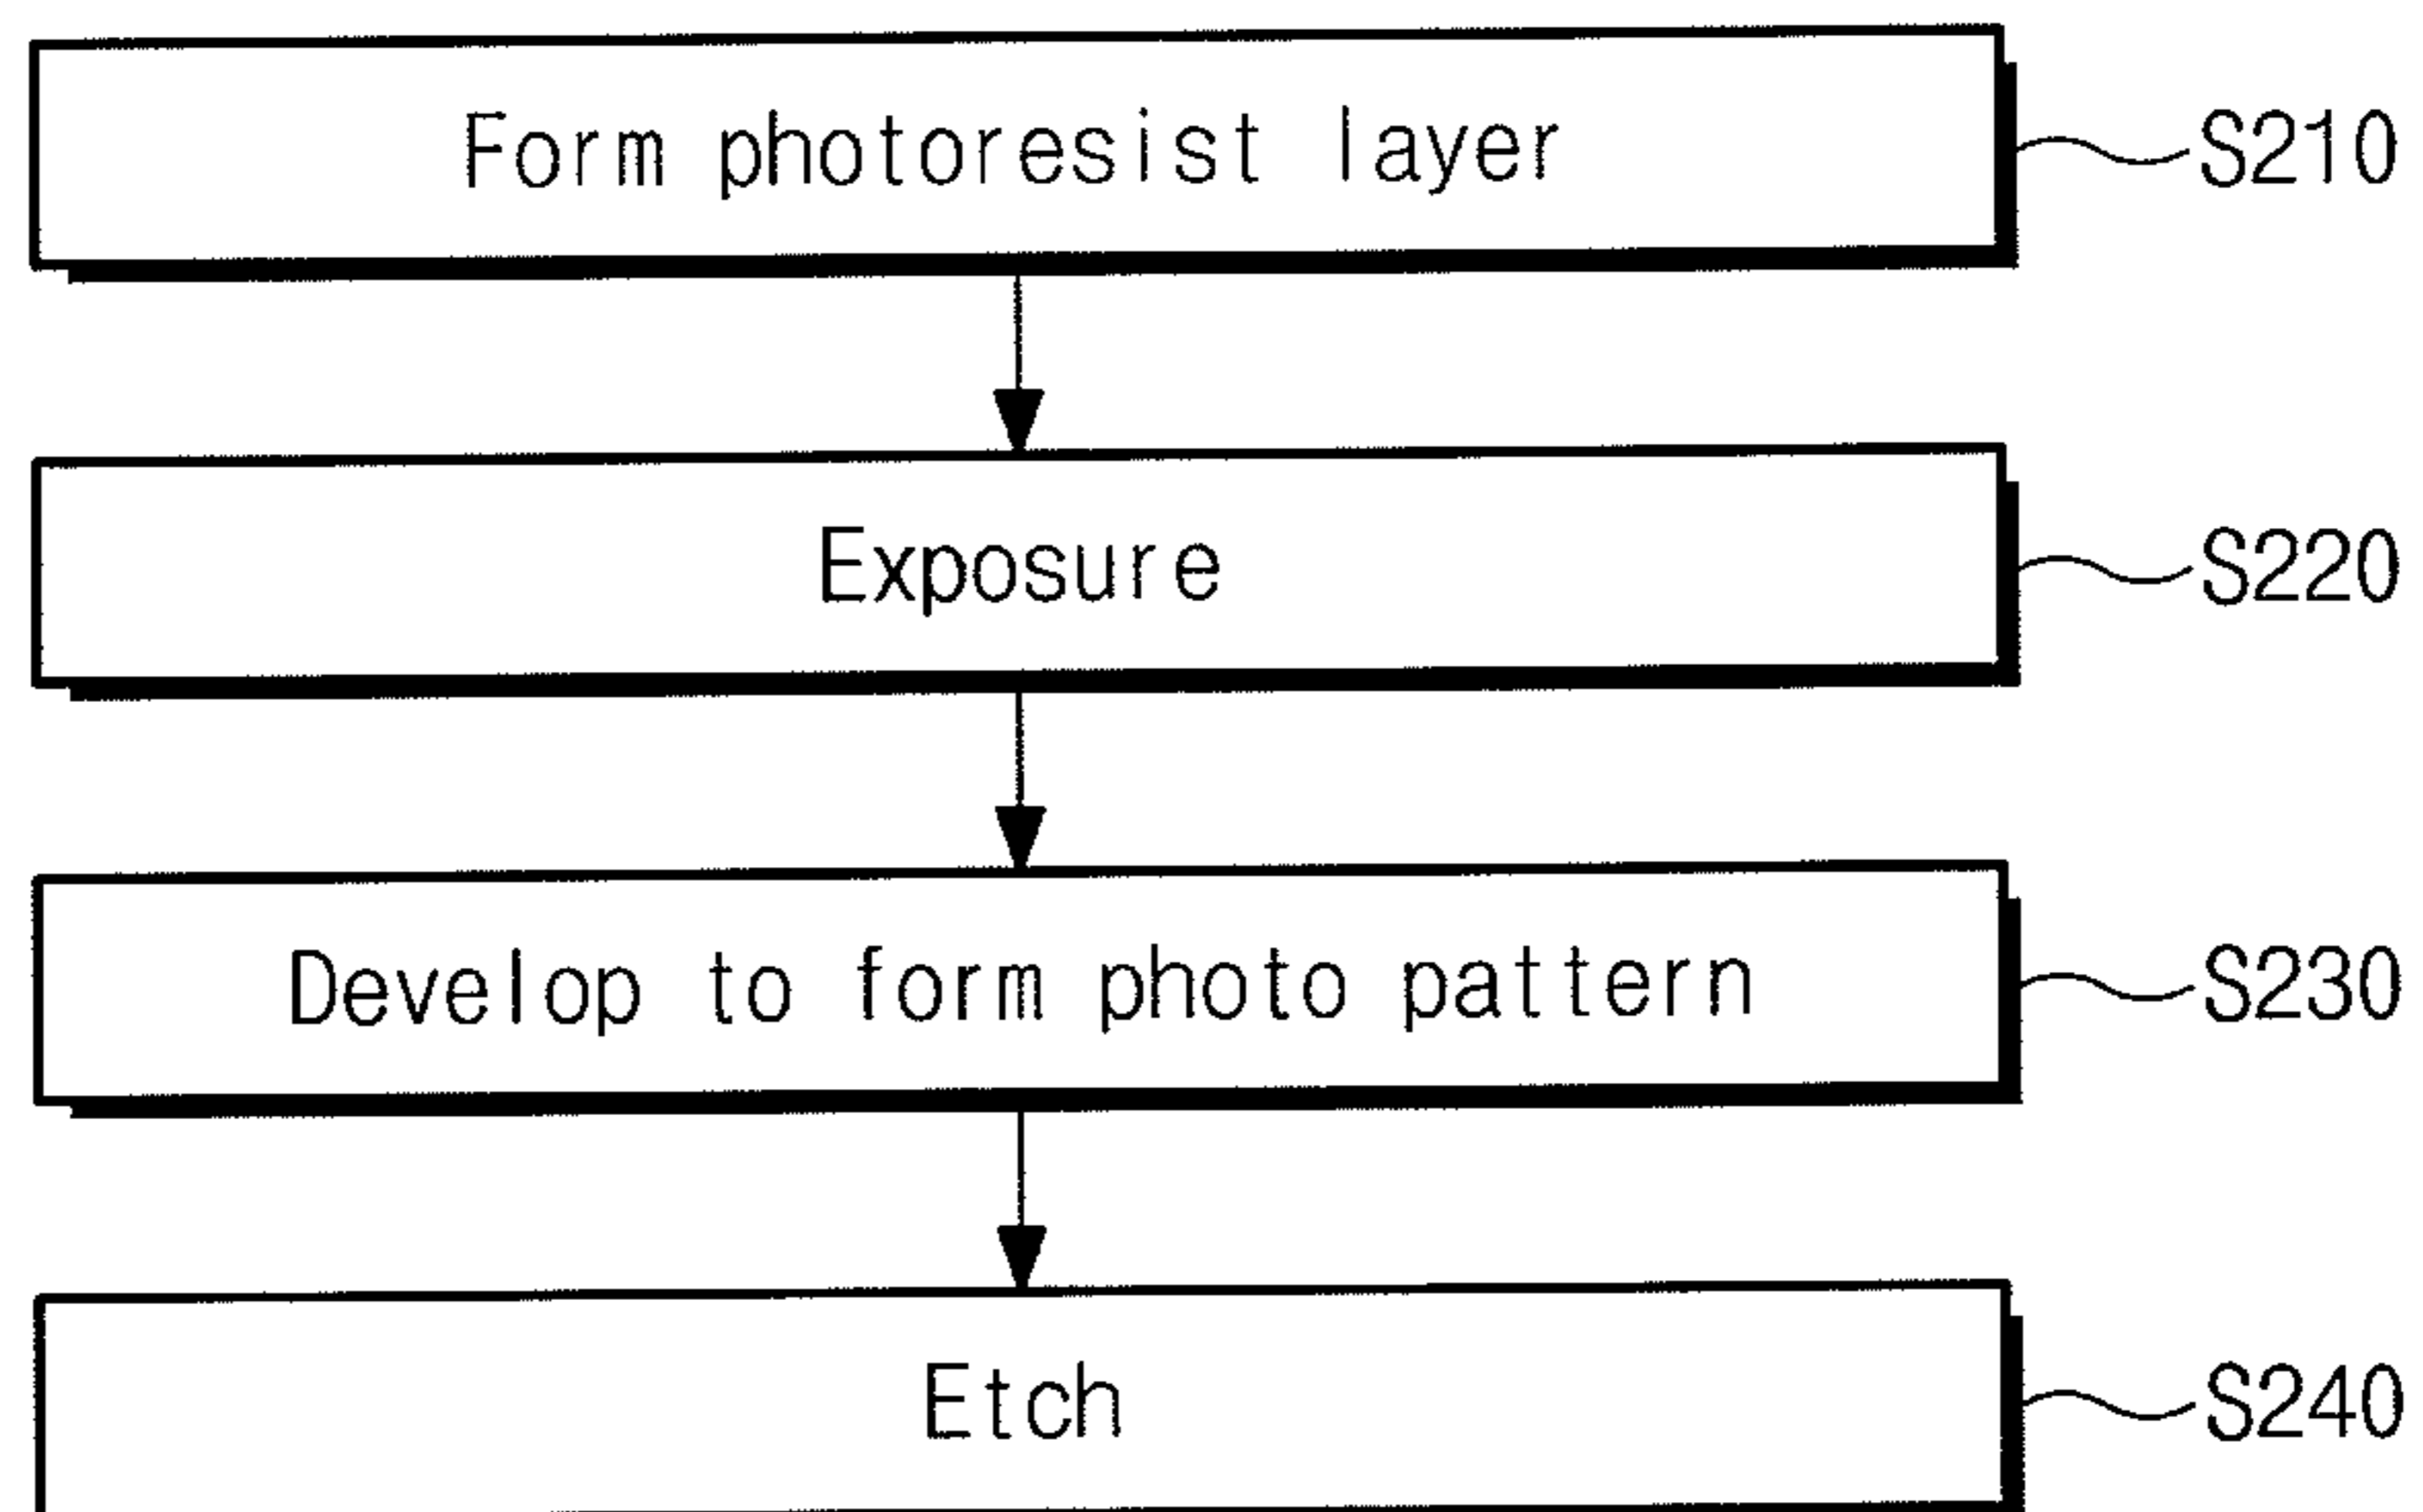 Form photoresist layer S210
Exposure S220
Develop to form photo pattern S230
Etch S240